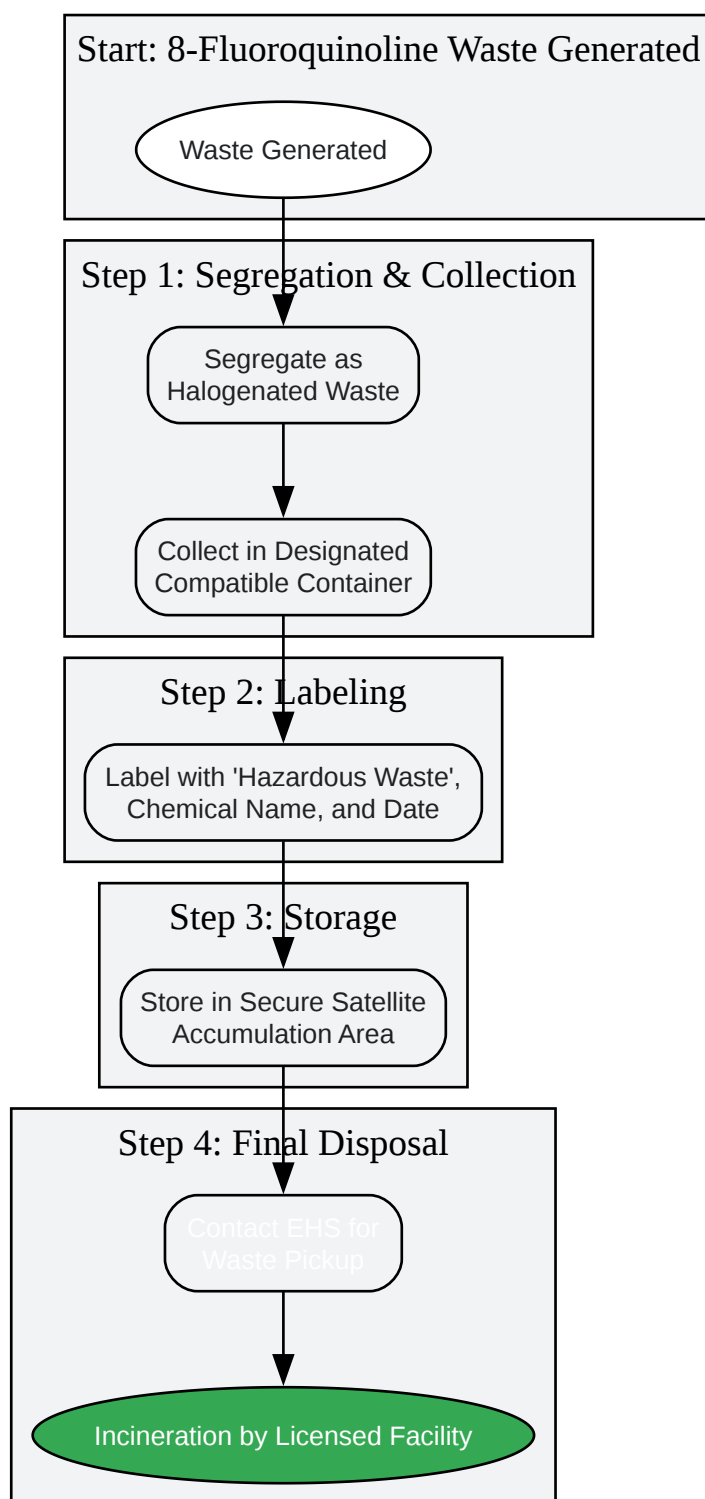 Start: 8-Fluoroquinoline Waste Generated
Waste Generated
Step 1: Segregation & Collection
Segregate as
Halogenated Waste
Collect in Designated
Compatible Container
Step 2: Labeling
Label with 'Hazardous Waste',
Chemical Name, and Date
Step 3: Storage
Store in Secure Satellite
Accumulation Area
Step 4: Final Disposal
Contact EHS for
Waste Pickup
Incineration by Licensed Facility